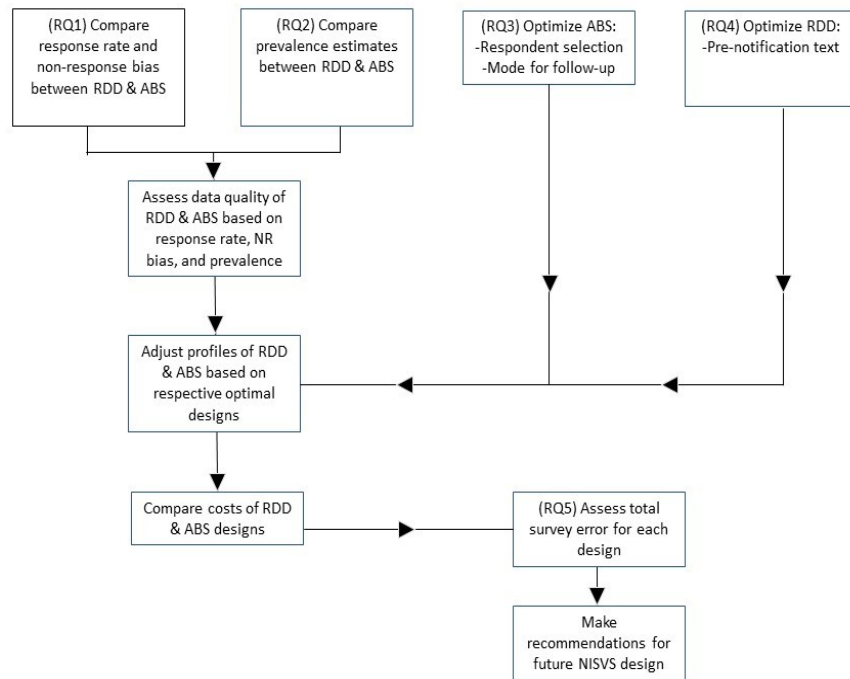 (RQ1) Compare
response rate and
non-response bias
between RDD & ABS
(RQ2) Compare
prevalence estimates
between RDD & ABS
(RQ3) Optimize ABS:
-Respondent selection
-Mode for follow-up
(RQ4) Optimize RDD:
-Pre-notification text
Assess data quality of
RDD & ABS based on
response rate, NR
bias, and prevalence
Adjust profiles of RDD
& ABS based on
respective optimal
designs
Compare costs of RDD
& ABS designs
(RQ5) Assess total
survey error for each
design
Make
recommendations for
future NISVS design